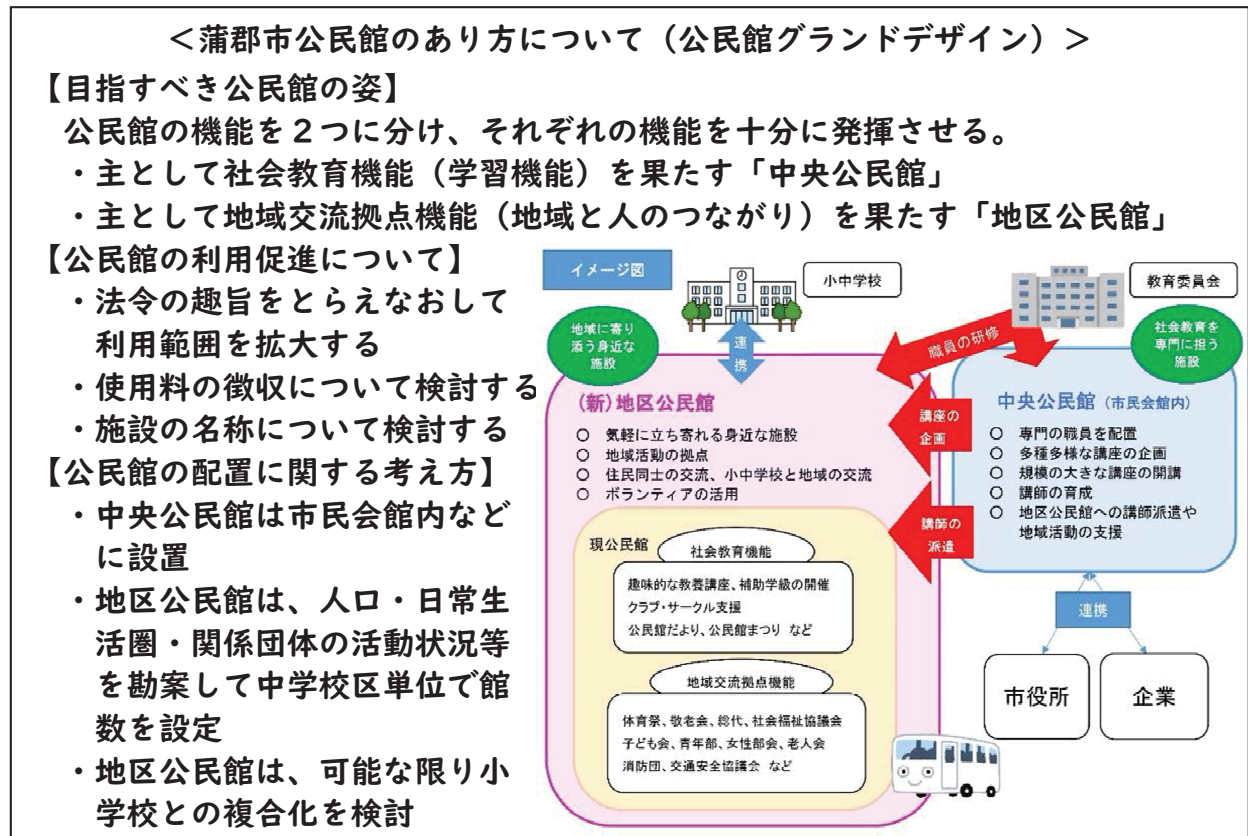 ＜蒲郡市公民館のあり方について（公民館グランドデザイン）＞
【目指すべき公民館の姿】
公民館の機能を２つに分け、それぞれの機能を十分に発揮させる。
・主として社会教育機能（学習機能）を果たす「中央公民館」
・主として地域交流拠点機能（地域と人のつながり）を果たす「地区公民館」
【公民館の利用促進について】
・法令の趣旨をとらえなおして
利用範囲を拡大する
・使用料の徴収について検討する
・施設の名称について検討する
【公民館の配置に関する考え方】
・中央公民館は市民会館内など
に設置
・地区公民館は、人口・日常生
活圏・関係団体の活動状況等
を勘案して中学校区単位で館
数を設定
・地区公民館は、可能な限り小
学校との複合化を検討
イメージ図
小中学校
教育委員会
地域に寄り
添う身近な
施設
連
携
職員の研修
社会教育を
専門に担う
施設
(新)地区公民館
○ 気軽に立ち寄れる身近な施設
○ 地域活動の拠点
○ 住民同士の交流、小中学校と地域の交流
○ ボランティアの活用
講座の
企画
講師の
派遣
中央公民館（市民会館内）
○ 専門の職員を配置
○ 多種多様な講座の企画
○ 規模の大きな講座の開講
○ 講師の育成
○ 地区公民館への講師派遣や
地域活動の支援
現公民館
社会教育機能
趣味的な教養講座、補助学級の開催
クラブ・サークル支援
公民館だより、公民館まつり など
地域交流拠点機能
体育祭、敬老会、総代、社会福祉協議会
子ども会、青年部、女性部会、老人会
消防団、交通安全協議会 など
連携
市役所
企業